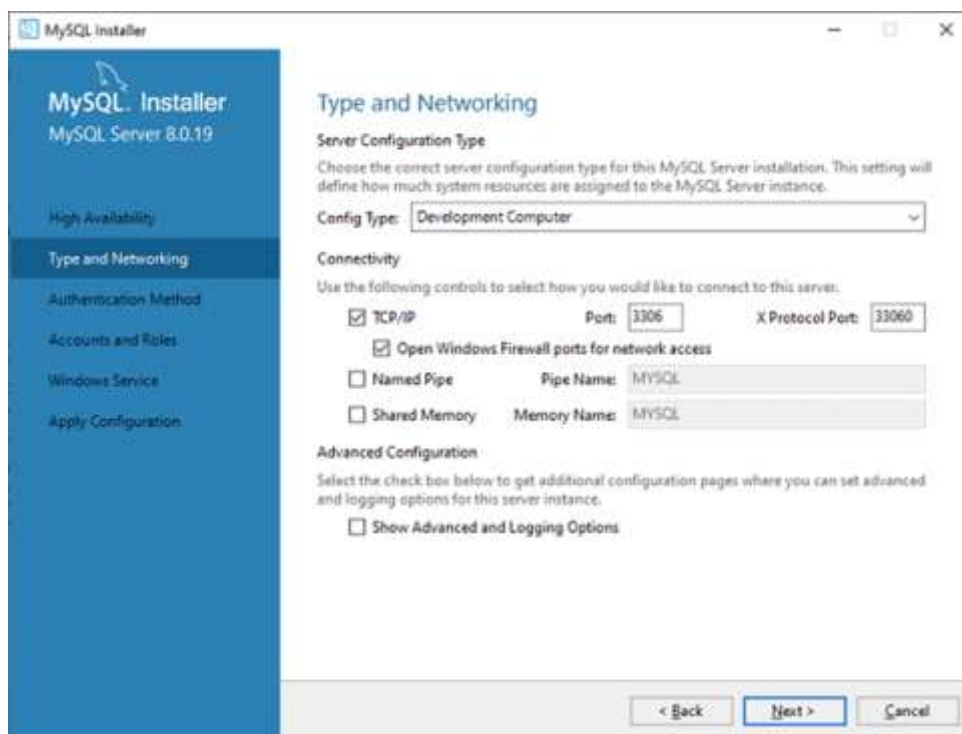 MySQL Installer
MySQL. Installer
MySQL Server 8.0.19
High Availability
Type and Networking
Authentication Method
Accounts and Roles
Windows Service
Apply Configuration
Type and Networking
Server Configuration Type
Choose the correct server configuration type for this MySQL Server installation. This setting will
define how much system resources are assigned to the MySQL Server instance.
Config Type: Development Computer
Connectivity
Use the following controls to select how you would like to connect to this server.
TCP/IP Port: 3306 X Protocol Port: 33060
Open Windows Firewall ports for network access
Named Pipe Pipe Name: MYSQL
Shared Memory Memory Name: MYSQL
Advanced Configuration
Select the check box below to get additional configuration pages where you can set advanced
and logging options for this server instance.
Show Advanced and Logging Options
< Back Next > Cancel